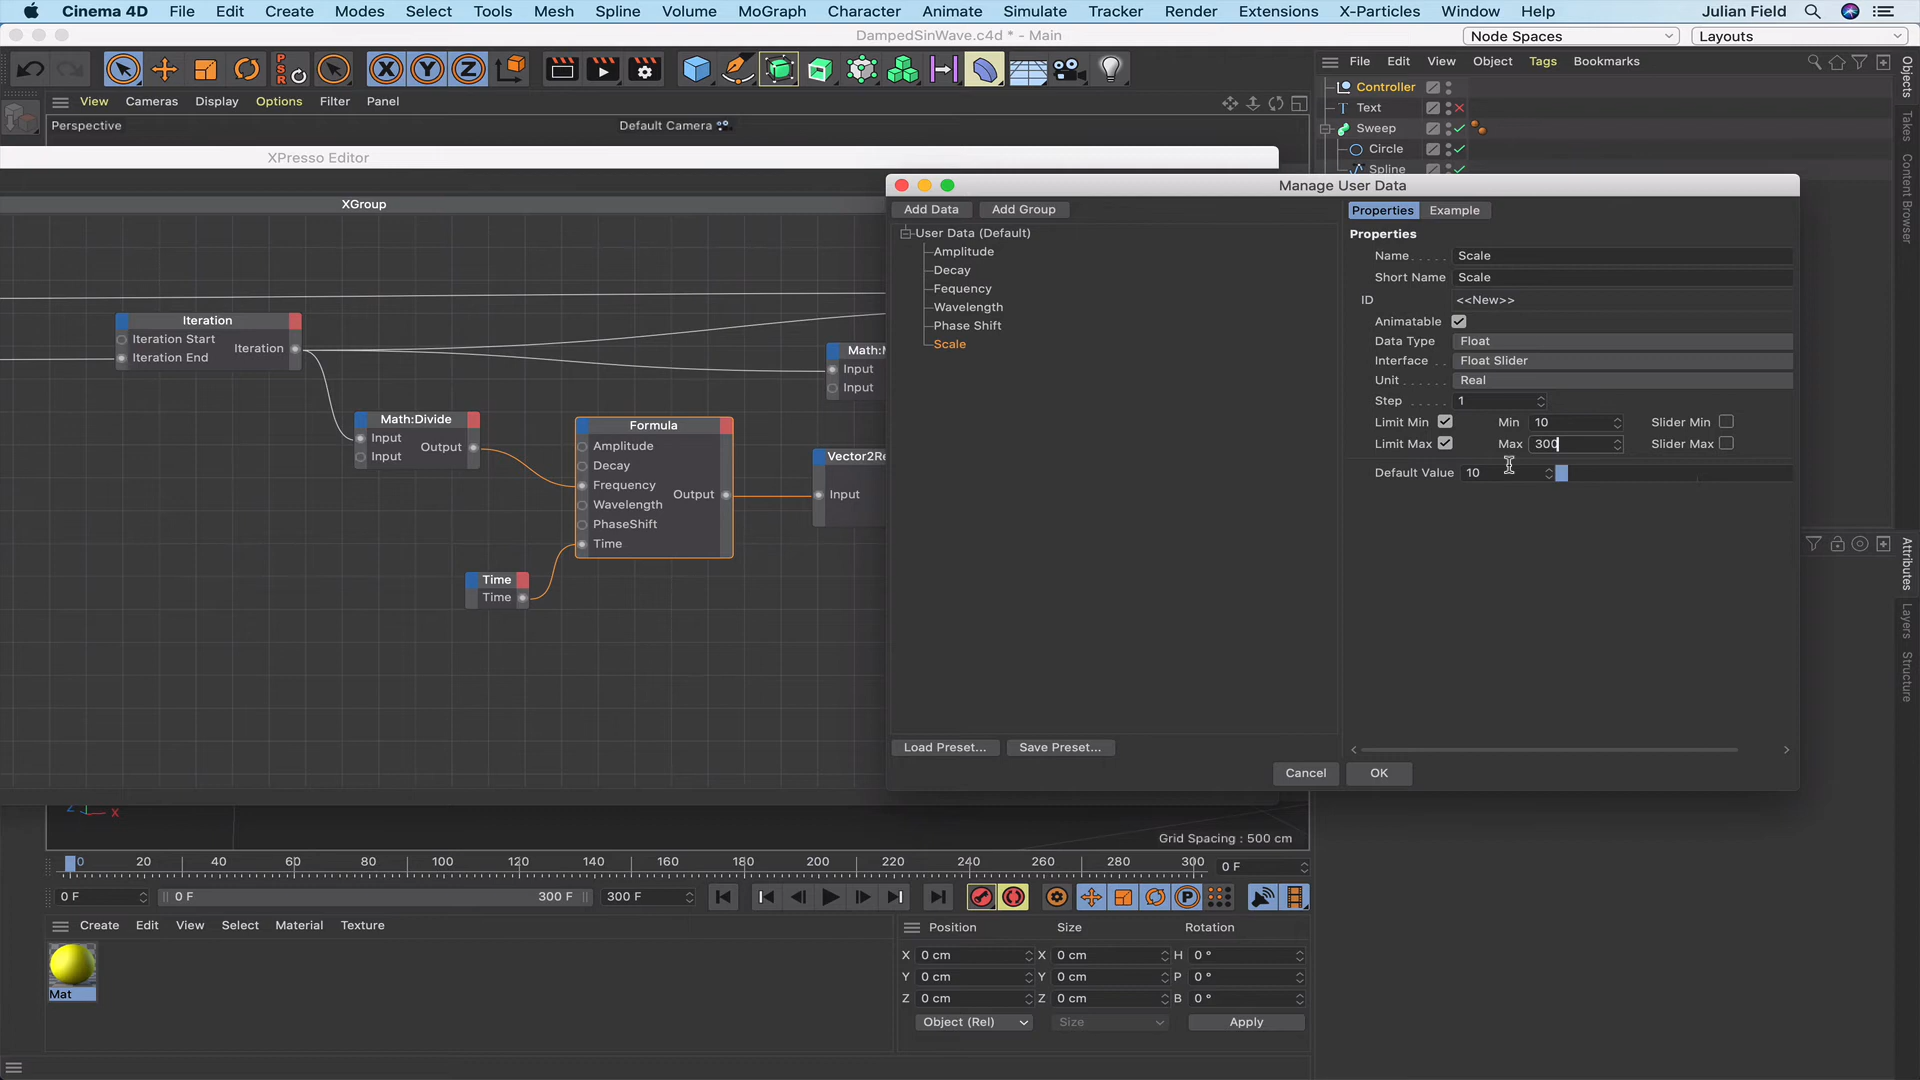 Cinema 4D File Edit Create Modes Select Tools Mesh Spline Volume MoGraph Character Animate Simulate Tracker Render Extensions X-Particles Window Help Julian Field
DampedSinWave.c4d * - Main
Node Spaces Layouts
X Y Z
PSR
File Edit View Object Tags Bookmarks
View Cameras Display Options Filter Panel
Perspective Default Camera
Controller
Text
Sweep
Circle
Spline
Objects
Takes
Content Browser
Attributes
Layers
Structure
XPresso Editor
XGroup
Iteration
Iteration Start
Iteration End
Iteration
Math:Divide
Input
Input
Output
Formula
Amplitude
Decay
Frequency
Wavelength
PhaseShift
Time
Output
Time
Time
Input
Input
Vector2Re
Input
Manage User Data
Add Data Add Group
User Data (Default)
Amplitude
Decay
Fequency
Wavelength
Phase Shift
Scale
Load Preset... Save Preset...
Properties Example
Properties
Name Scale
Short Name Scale
ID <<New>>
Animatable
Data Type Float
Interface Float Slider
Unit Real
Step 1
Limit Min Min 10 Slider Min
Limit Max Max 300 Slider Max
Default Value 10
Cancel OK
Z X
Grid Spacing : 500 cm
0 20 40 60 80 100 120 140 160 180 200 220 240 260 280 300 0 F
0 F 0 F 300 F 300 F
P
Create Edit View Select Material Texture
Mat
Position Size Rotation
X 0 cm X 0 cm H 0 °
Y 0 cm Y 0 cm P 0 °
Z 0 cm Z 0 cm B 0 °
Object (Rel) Size Apply